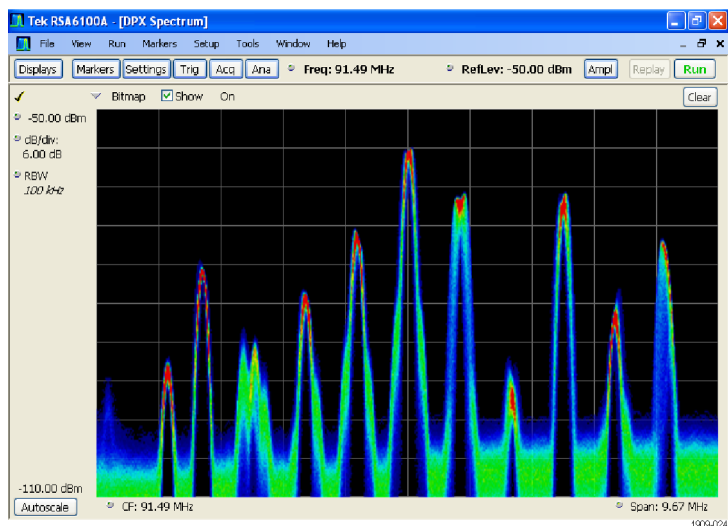 Tek RSA6100A - [DPX Spectrum]
File View Run Markers Setup Tools Window Help
Displays Markers Settings Trig Acq Ana Freq: 91.49 MHz RefLev: -50.00 dBm Ampl Replay Run
Bitmap Show On Clear
-50.00 dBm
dB/div:
6.00 dB
RBW
100 kHz
-110.00 dBm
Autoscale CF: 91.49 MHz Span: 9.67 MHz
1909-024